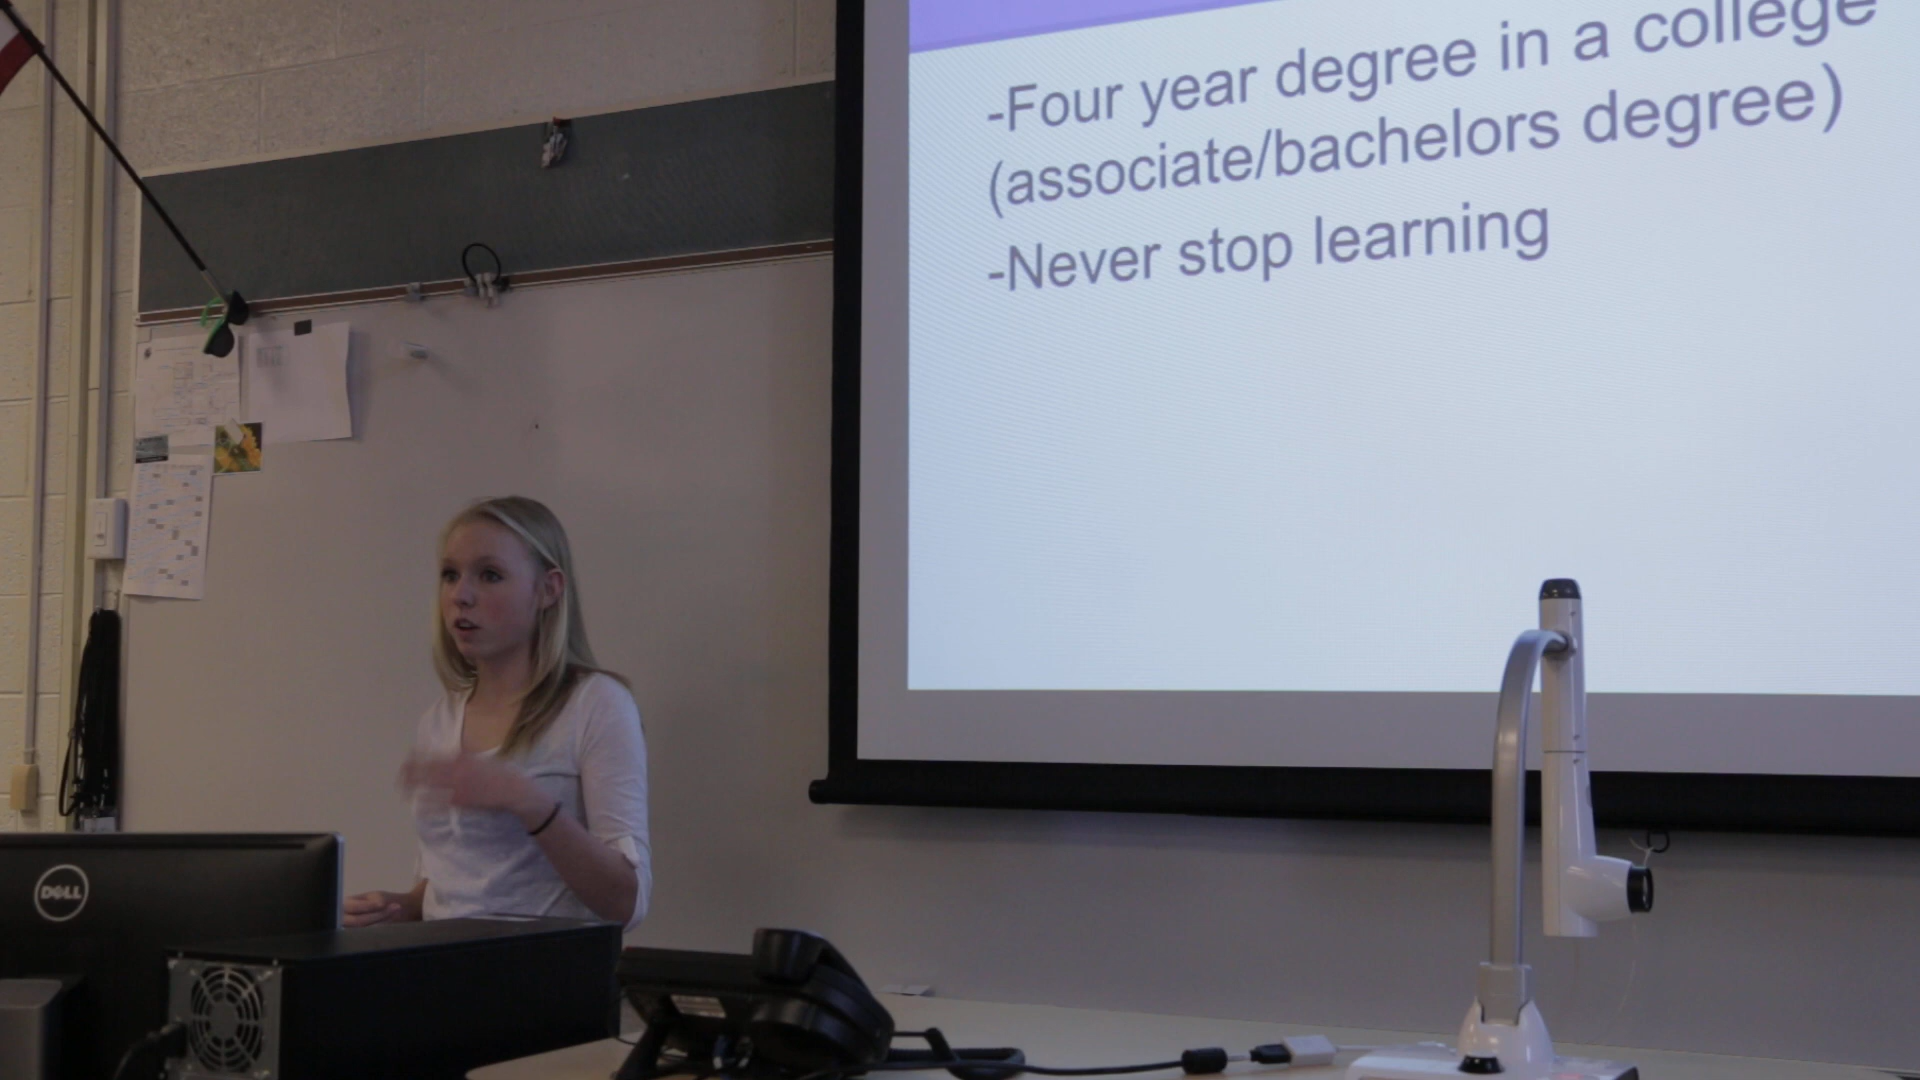 -Four year degree in a college
(associate/bachelors degree)
-Never stop learning
DELL